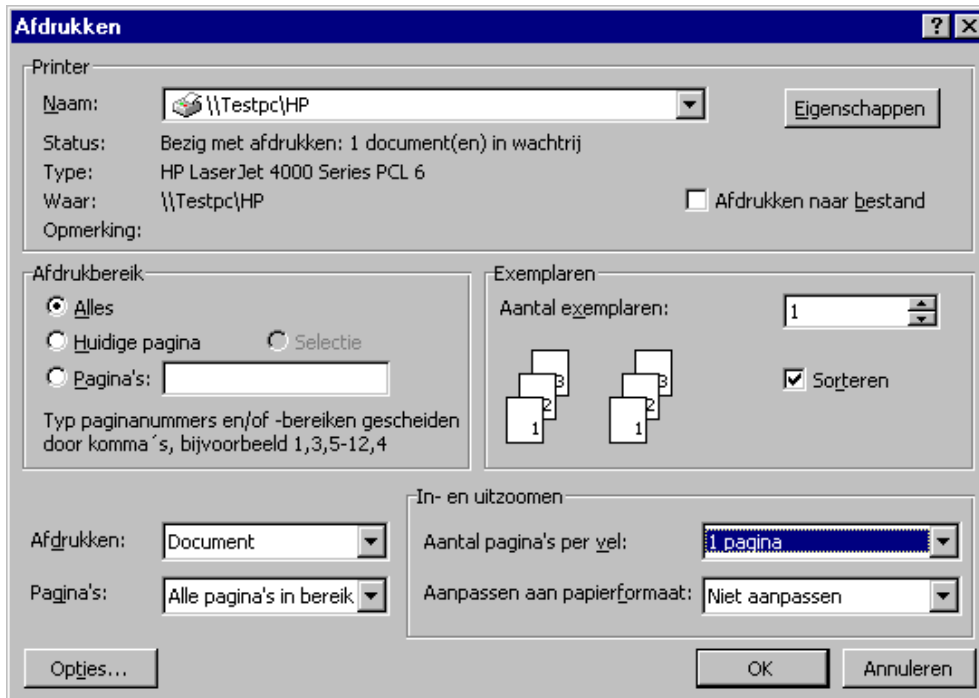 Afdrukken
Printer
Naam: \\Testpc\HP Eigenschappen
Status: Bezig met afdrukken: 1 document(en) in wachtrij
Type: HP LaserJet 4000 Series PCL 6
Waar: \\Testpc\HP Afdrukken naar bestand
Opmerking:
Afdrukbereik
Alles
Huidige pagina Selectie
Pagina's:
Typ paginanummers en/of -bereiken gescheiden
door komma´s, bijvoorbeeld 1,3,5-12,4
Exemplaren
Aantal exemplaren: 1
3 2 1 3 2 1 Sorteren
Afdrukken: Document
Pagina's: Alle pagina's in bereik
In- en uitzoomen
Aantal pagina's per vel: 1 pagina
Aanpassen aan papierformaat: Niet aanpassen
Opties... OK Annuleren